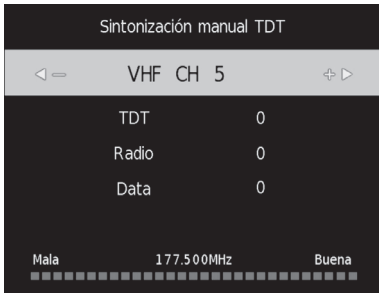 Sintonización manual TDT
VHF CH 5
TDT 0
Radio 0
Data 0
Mala 177.500MHz Buena